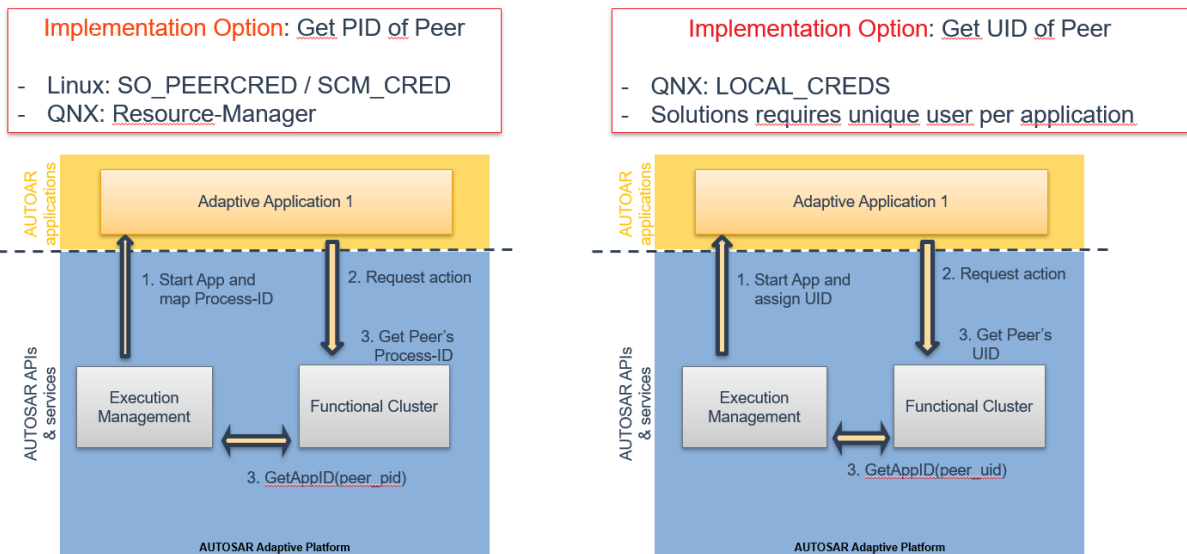 Implementation Option: Get PID of Peer
- Linux: SO_PEERCRED / SCM_CRED
- QNX: Resource-Manager
AUTOAR
applications
Adaptive Application 1
1. Start App and
map Process-ID
2. Request action
3. Get Peer's
Process-ID
AUTOSAR APIs
& services
Execution
Management
Functional Cluster
3. GetAppID(peer_pid)
AUTOSAR Adaptive Platform
Implementation Option: Get UID of Peer
- QNX: LOCAL_CREDS
- Solutions requires unique user per application
AUTOAR
applications
Adaptive Application 1
1. Start App and
assign UID
2. Request action
3. Get Peer's
UID
AUTOSAR APIs
& services
Execution
Management
Functional Cluster
3. GetAppID(peer_uid)
AUTOSAR Adaptive Platform